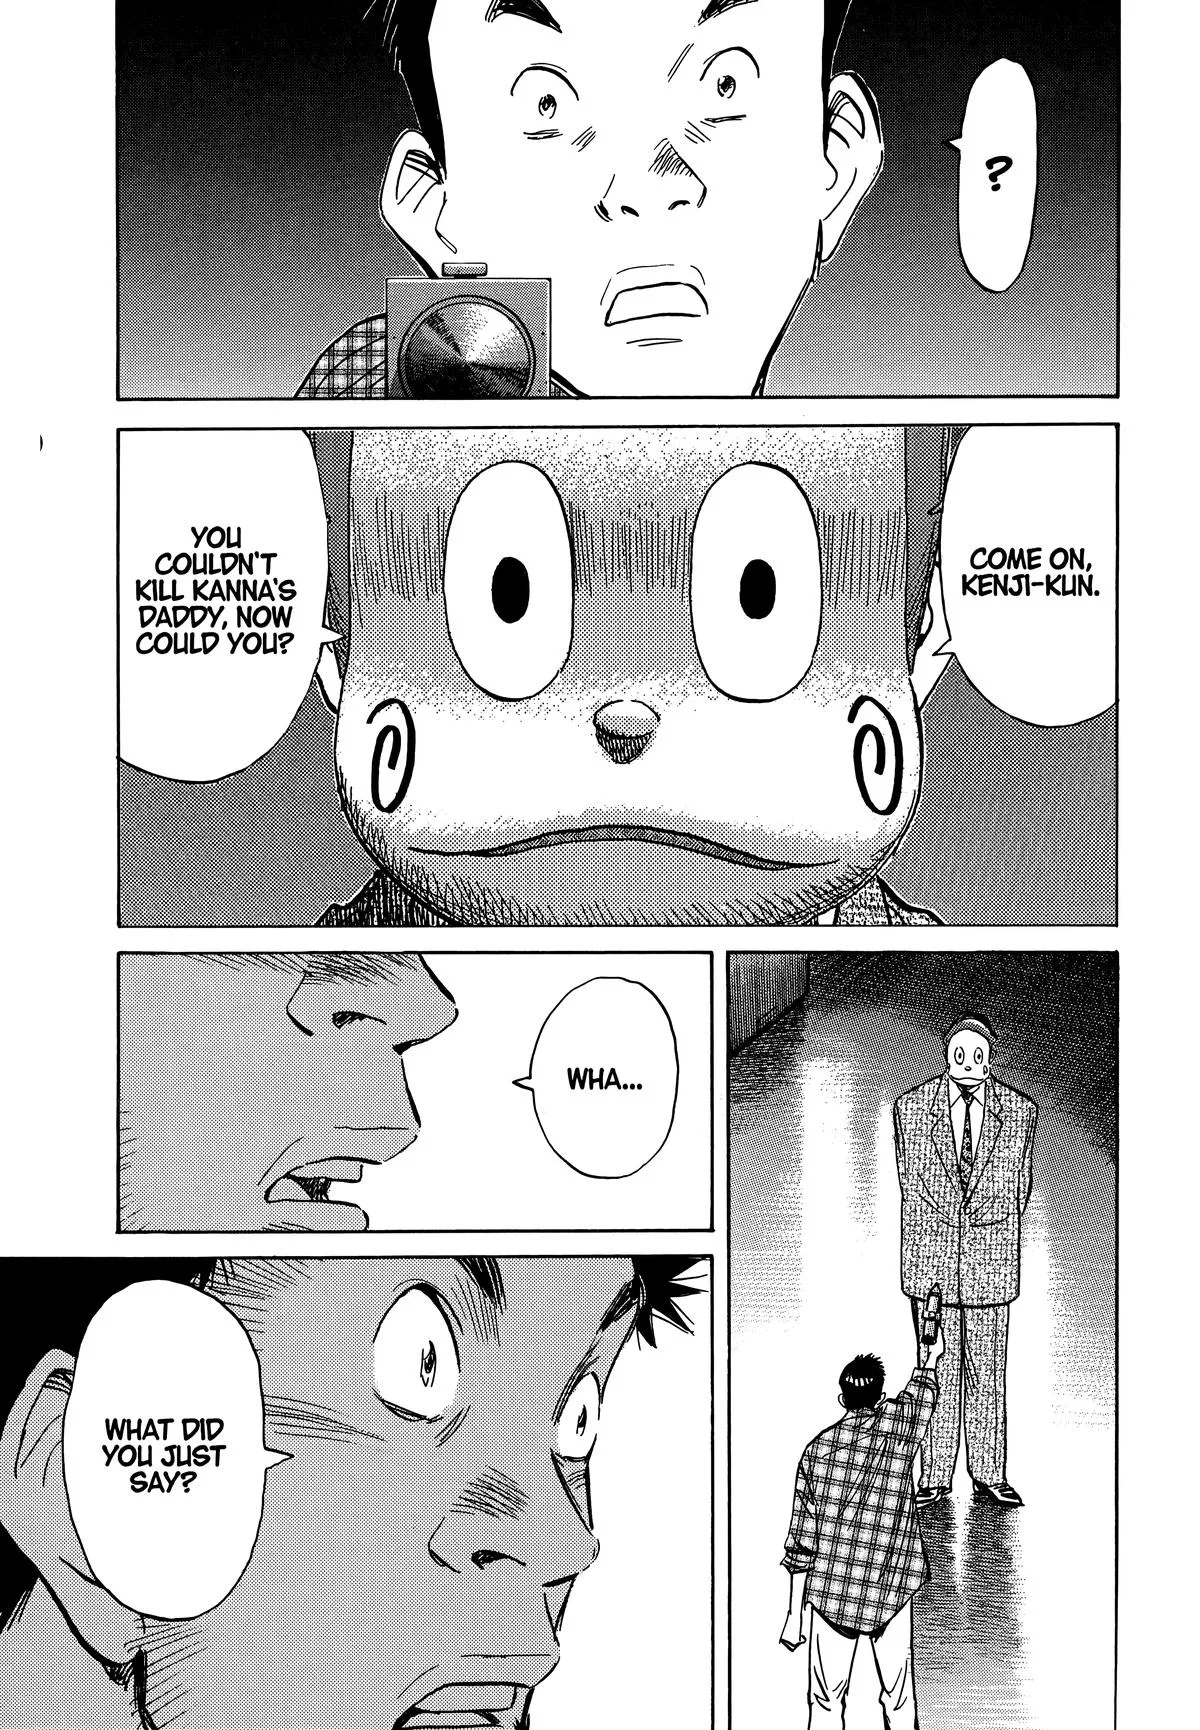 ?
COME ON,
KENJI-KUN.
YOU
COULDN'T
KILL KANNA'S
DADDY, NOW
COULD YOU?
WHA...
WHAT DID
YOU JUST
SAY?